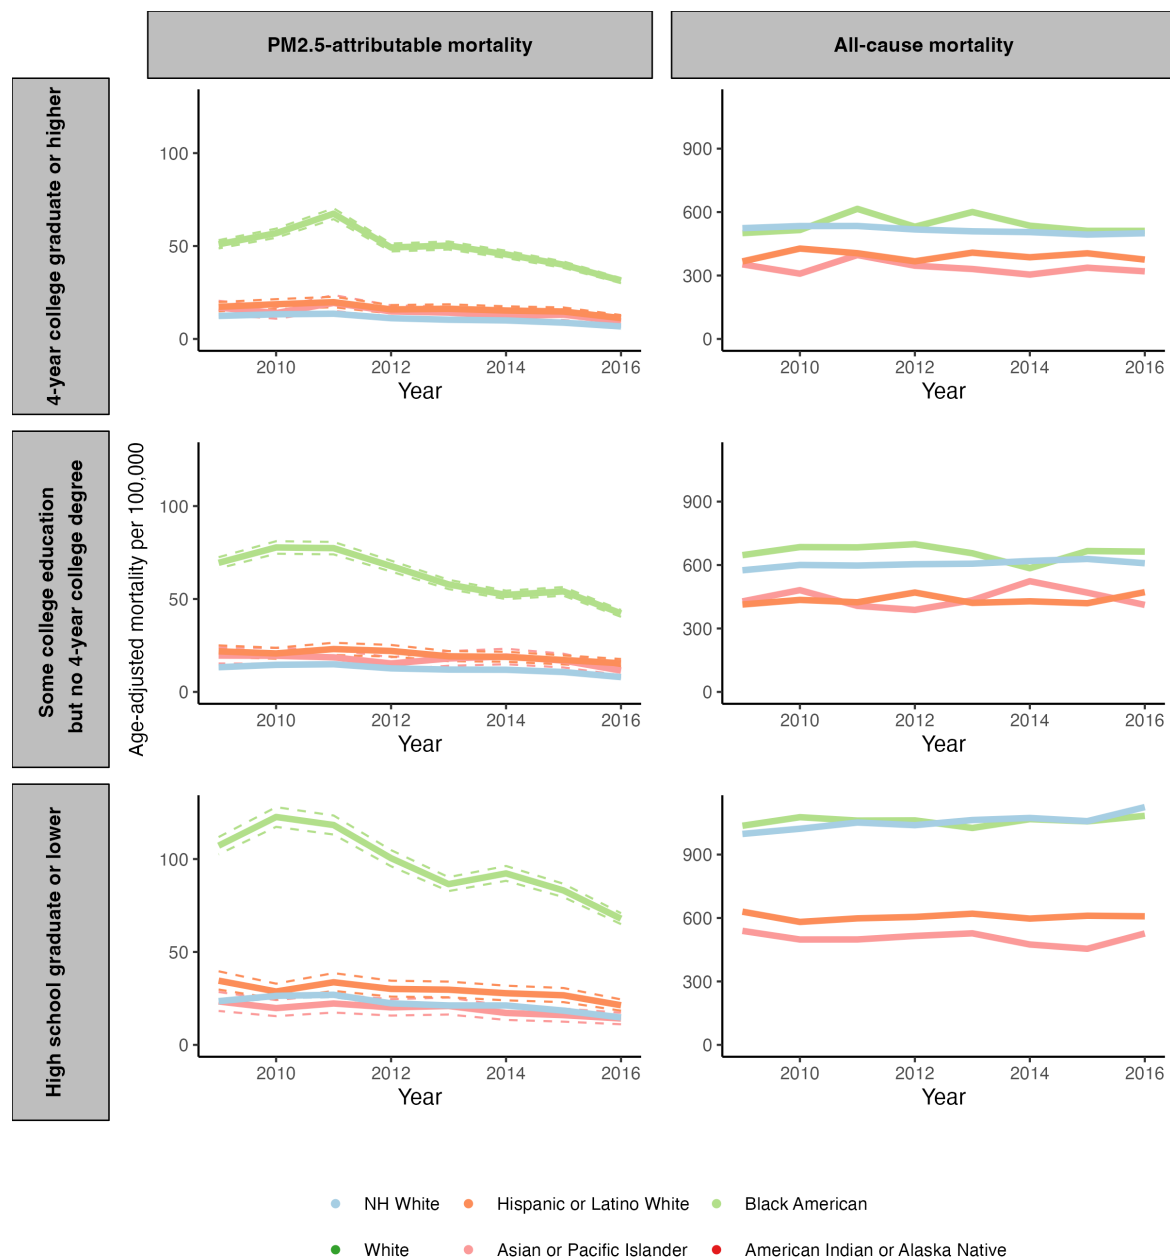 PM2.5-attributable mortality
All-cause mortality
4-year college graduate or higher
100
50
0
2010 2012 2014 2016
Year
900
600
300
0
2010 2012 2014 2016
Year
Age-adjusted mortality per 100,000
Some college education
but no 4-year college degree
100
50
0
2010 2012 2014 2016
Year
900
600
300
0
2010 2012 2014 2016
Year
High school graduate or lower
100
50
0
2010 2012 2014 2016
Year
900
600
300
0
2010 2012 2014 2016
Year
NH White Hispanic or Latino White Black American
White Asian or Pacific Islander American Indian or Alaska Native